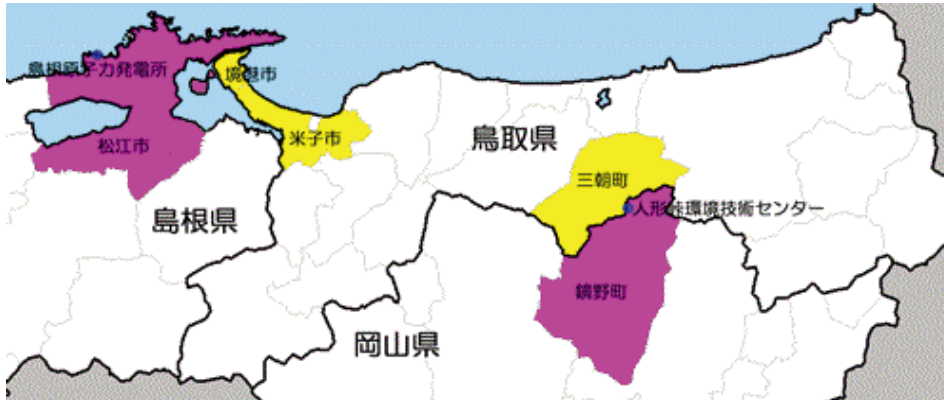 島根原子力発電所
境港市
松江市
米子市
鳥取県
三朝町
人形峠環境技術センター
島根県
鏡野町
岡山県